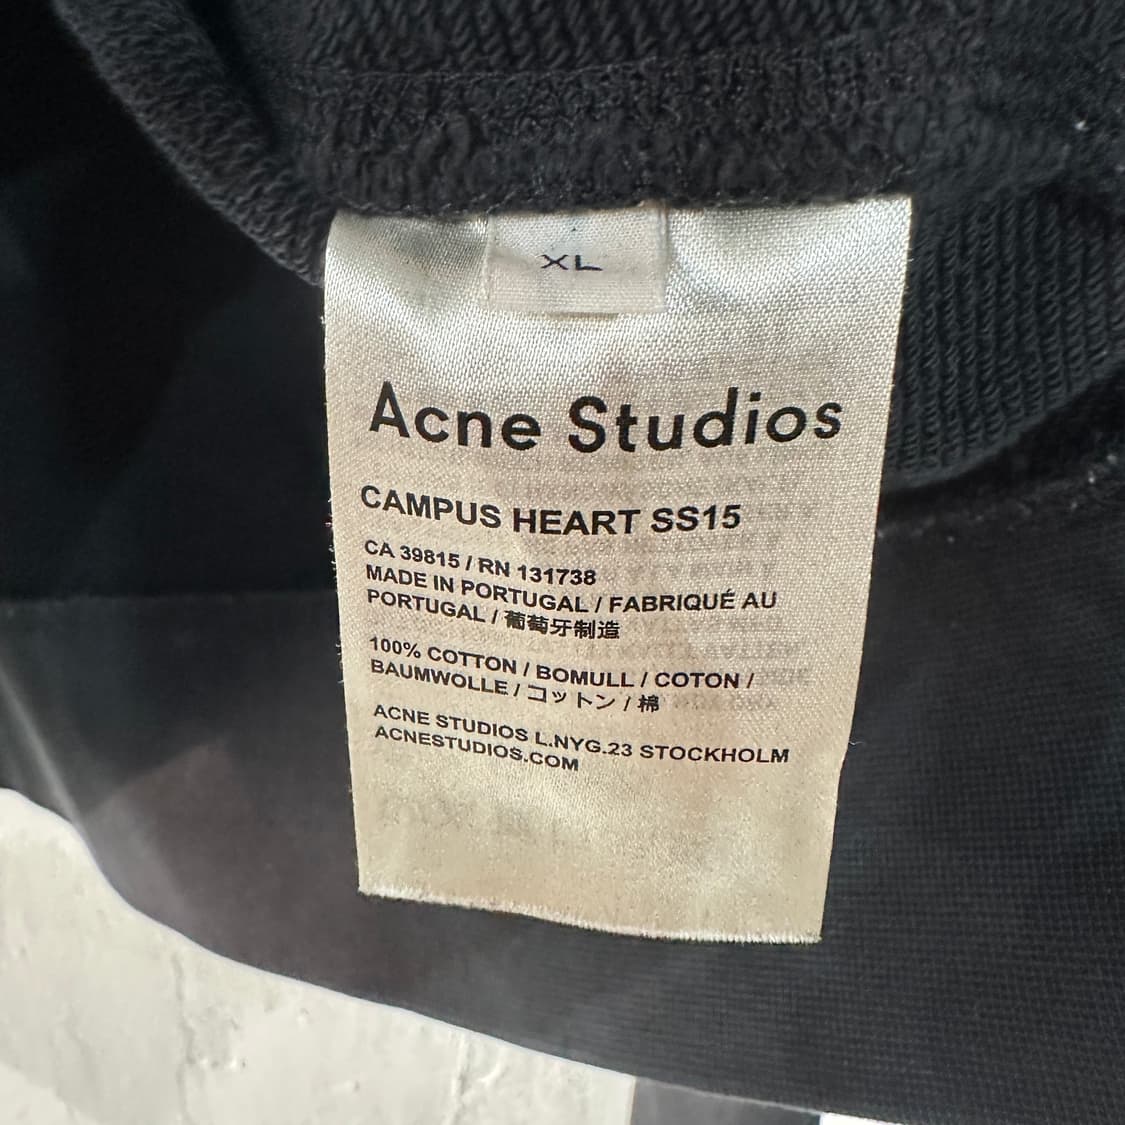 XL
Acne Studios
CAMPUS HEART SS15
CA 39815 / RN 131738
MADE IN PORTUGAL / FABRIQUÉ AU
PORTUGAL / 葡萄牙制造
100% COTTON / BOMULL / COTON /
BAUMWOLLE / コットン / 棉
ACNE STUDIOS L.NYG.23 STOCKHOLM
ACNESTUDIOS.COM